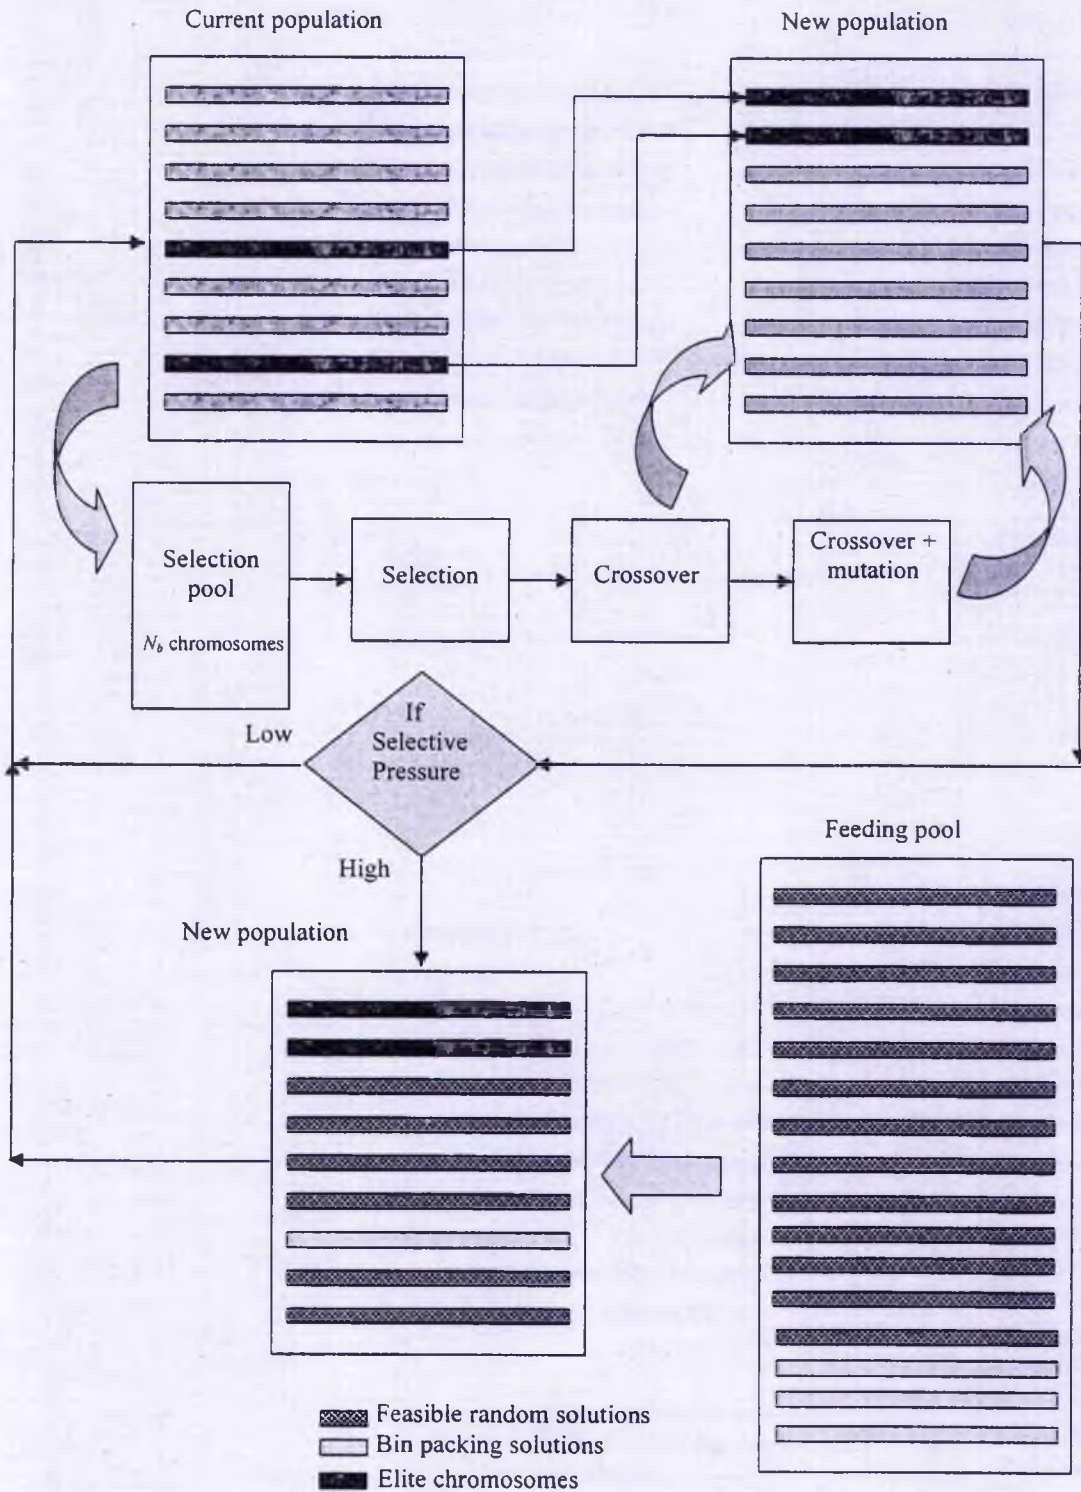 Current population
New population
Selection
pool
N_b chromosomes
Selection
Crossover
Crossover +
mutation
Low
If
Selective
Pressure
High
Feeding pool
New population
Feasible random solutions
Bin packing solutions
Elite chromosomes